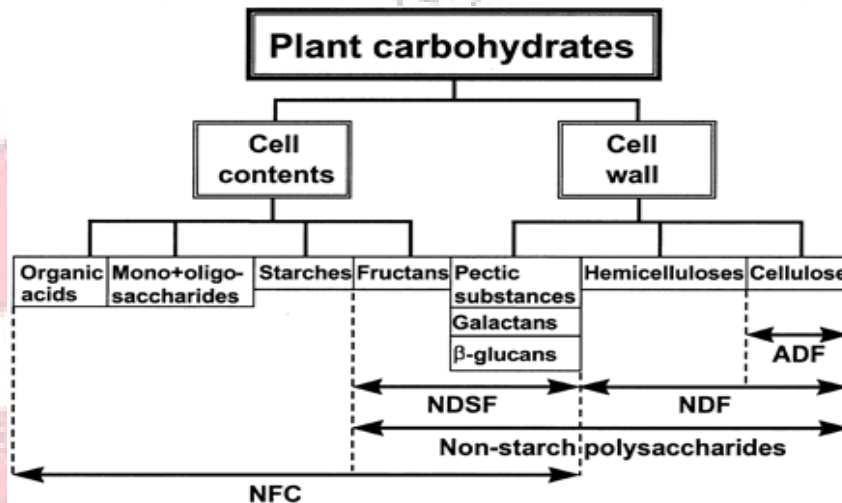 Plant carbohydrates
Cell
contents
Cell
wall
Organic
acids
Mono+oligo-
saccharides
Starches
Fructans
Pectic
substances
Galactans
β-glucans
Hemicelluloses
Cellulose
ADF
NDSF
NDF
Non-starch polysaccharides
NFC